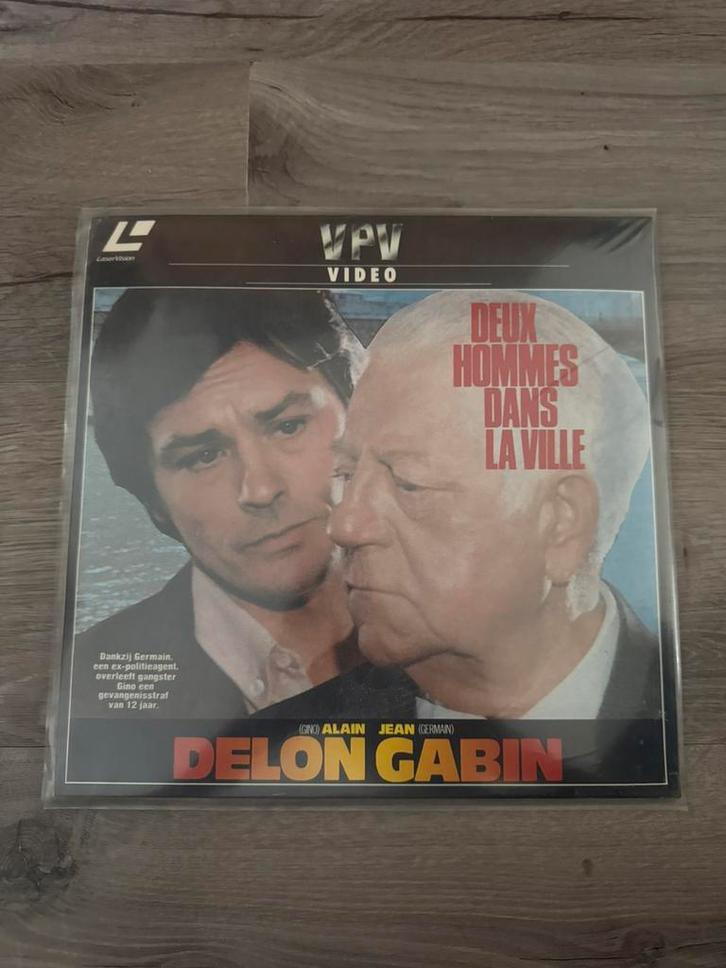 LaserVision
VPV
VIDEO
DEUX
HOMMES
DANS
LA VILLE
Dankzij Germain,
een ex-politieagent,
overleeft gangster
Gino een
gevangenisstraf
van 12 jaar.
(GINO) ALAIN JEAN (GERMAIN)
DELON GABIN